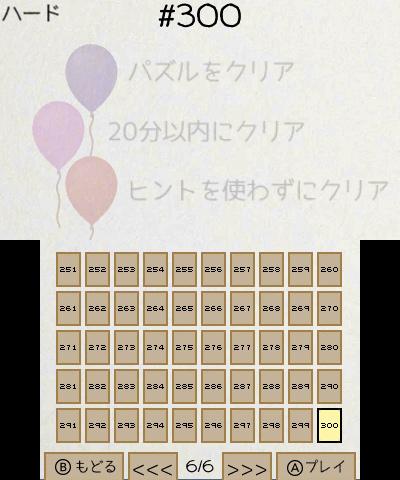 ハード
#300
パズルをクリア
20分以内にクリア
ヒントを使わずにクリア
251 252 253 254 255 256 257 258 259 260
261 262 263 264 265 266 267 268 269 270
271 272 273 274 275 276 277 278 279 280
281 282 283 284 285 286 287 288 289 290
291 292 293 294 295 296 297 298 299 300
Ⓑもどる <<< 6/6 >>> Ⓐプレイ